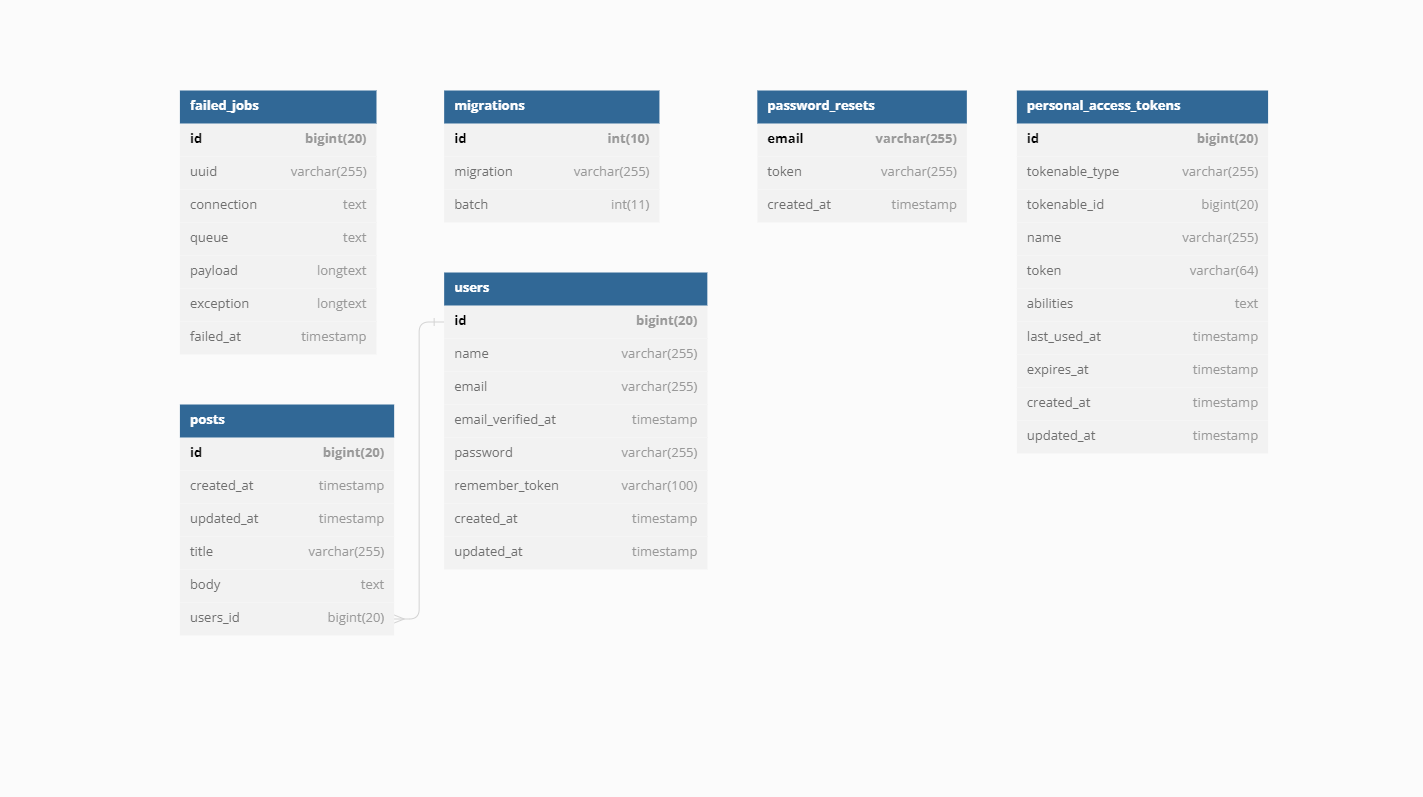 failed_jobs
id bigint(20)
uuid varchar(255)
connection text
queue text
payload longtext
exception longtext
failed_at timestamp
migrations
id int(10)
migration varchar(255)
batch int(11)
password_resets
email varchar(255)
token varchar(255)
created_at timestamp
personal_access_tokens
id bigint(20)
tokenable_type varchar(255)
tokenable_id bigint(20)
name varchar(255)
token varchar(64)
abilities text
last_used_at timestamp
expires_at timestamp
created_at timestamp
updated_at timestamp
users
id bigint(20)
name varchar(255)
email varchar(255)
email_verified_at timestamp
password varchar(255)
remember_token varchar(100)
created_at timestamp
updated_at timestamp
posts
id bigint(20)
created_at timestamp
updated_at timestamp
title varchar(255)
body text
users_id bigint(20)